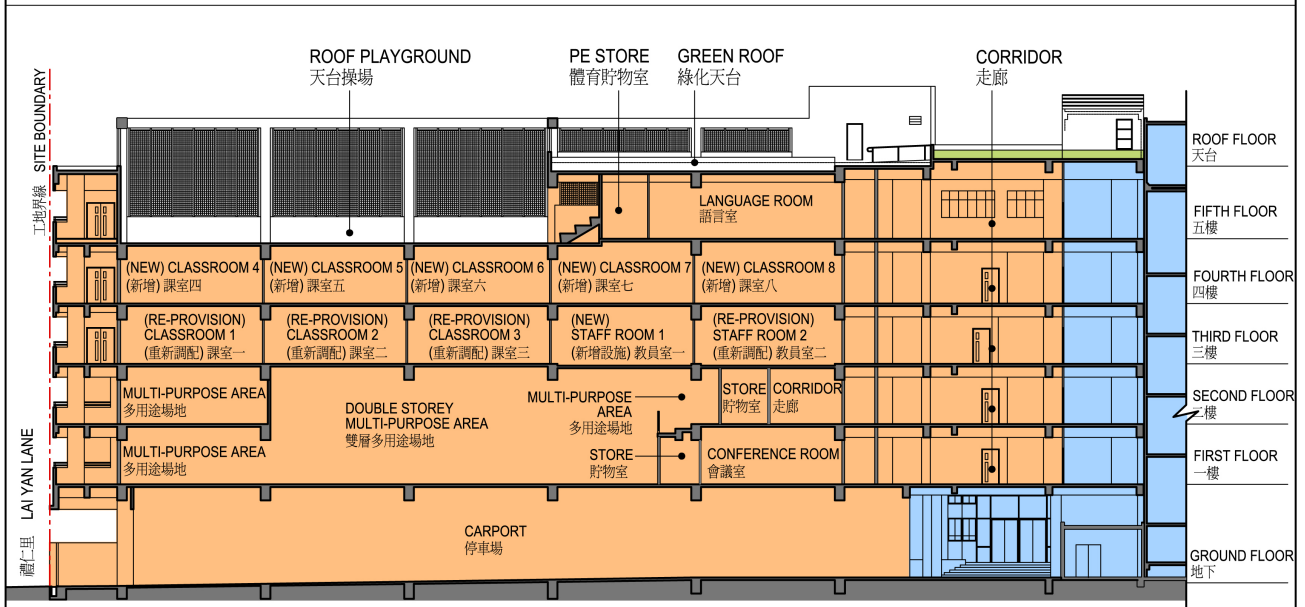 ROOF PLAYGROUND
天台操場
PE STORE
體育貯物室
GREEN ROOF
綠化天台
CORRIDOR
走廊
工地界線 SITE BOUNDARY
ROOF FLOOR
天台
LANGUAGE ROOM
語言室
FIFTH FLOOR
五樓
(NEW) CLASSROOM 4
(新增) 課室四
(NEW) CLASSROOM 5
(新增) 課室五
(NEW) CLASSROOM 6
(新增) 課室六
(NEW) CLASSROOM 7
(新增) 課室七
(NEW) CLASSROOM 8
(新增) 課室八
FOURTH FLOOR
四樓
(RE-PROVISION)
CLASSROOM 1
(重新調配) 課室一
(RE-PROVISION)
CLASSROOM 2
(重新調配) 課室二
(RE-PROVISION)
CLASSROOM 3
(重新調配) 課室三
(NEW)
STAFF ROOM 1
(新增設施) 教員室一
(RE-PROVISION)
STAFF ROOM 2
(重新調配) 教員室二
THIRD FLOOR
三樓
MULTI-PURPOSE AREA
多用途場地
DOUBLE STOREY
MULTI-PURPOSE AREA
雙層多用途場地
MULTI-PURPOSE
AREA
多用途場地
STORE
貯物室
CORRIDOR
走廊
SECOND FLOOR
二樓
MULTI-PURPOSE AREA
多用途場地
STORE
貯物室
CONFERENCE ROOM
會議室
FIRST FLOOR
一樓
禮仁里 LAI YAN LANE
CARPORT
停車場
GROUND FLOOR
地下